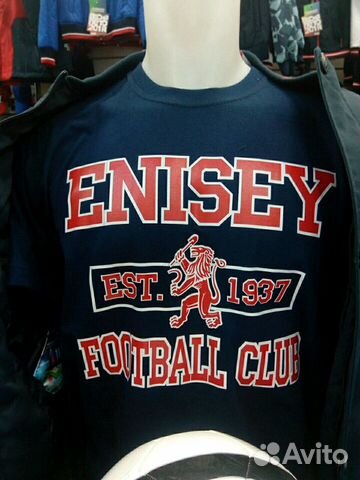 ENISEY
EST. 1937
FOOTBALL CLUB
Avito